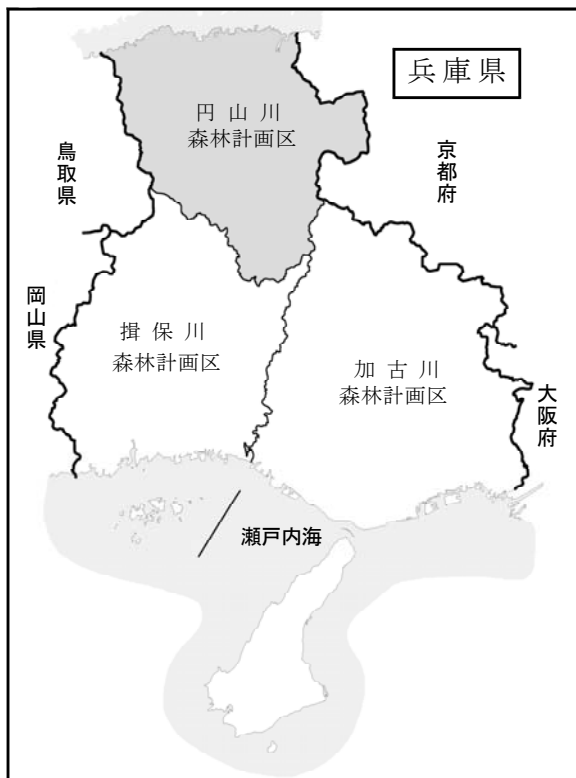 兵庫県
円山川
森林計画区
鳥取県
京都府
岡山県
揖保川
森林計画区
加古川
森林計画区
大阪府
瀬戸内海